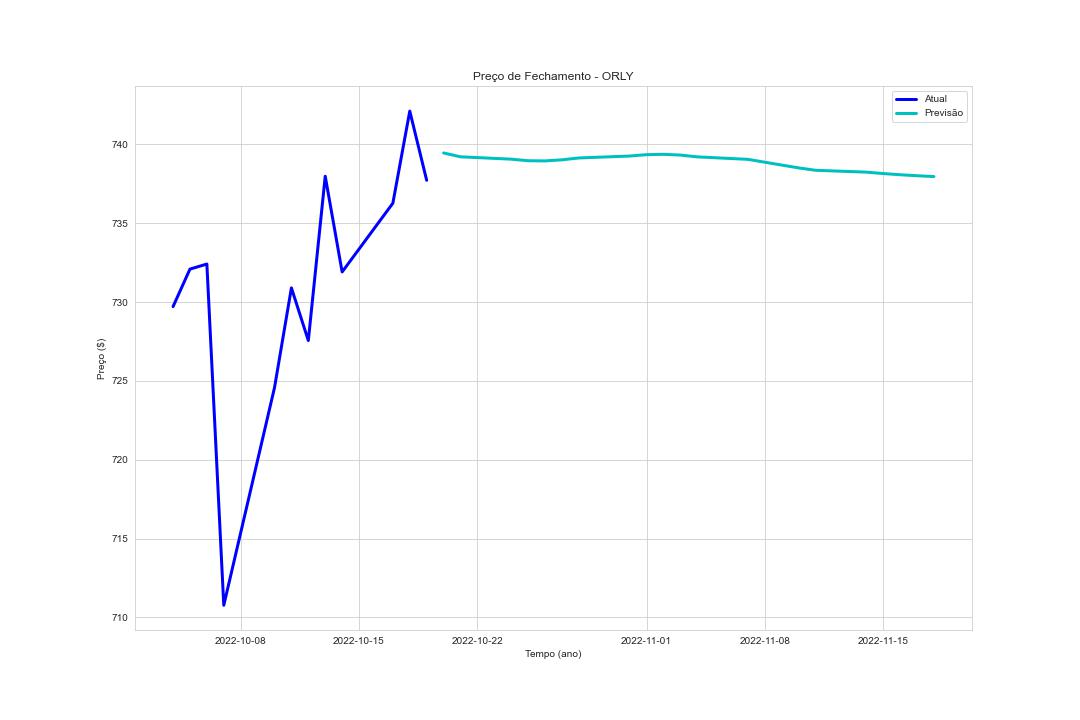 Preço de Fechamento - ORLY
Atual
Previsão
Preço ($)
740
735
730
725
720
715
710
2022-10-08
2022-10-15
2022-10-22
2022-11-01
2022-11-08
2022-11-15
Tempo (ano)